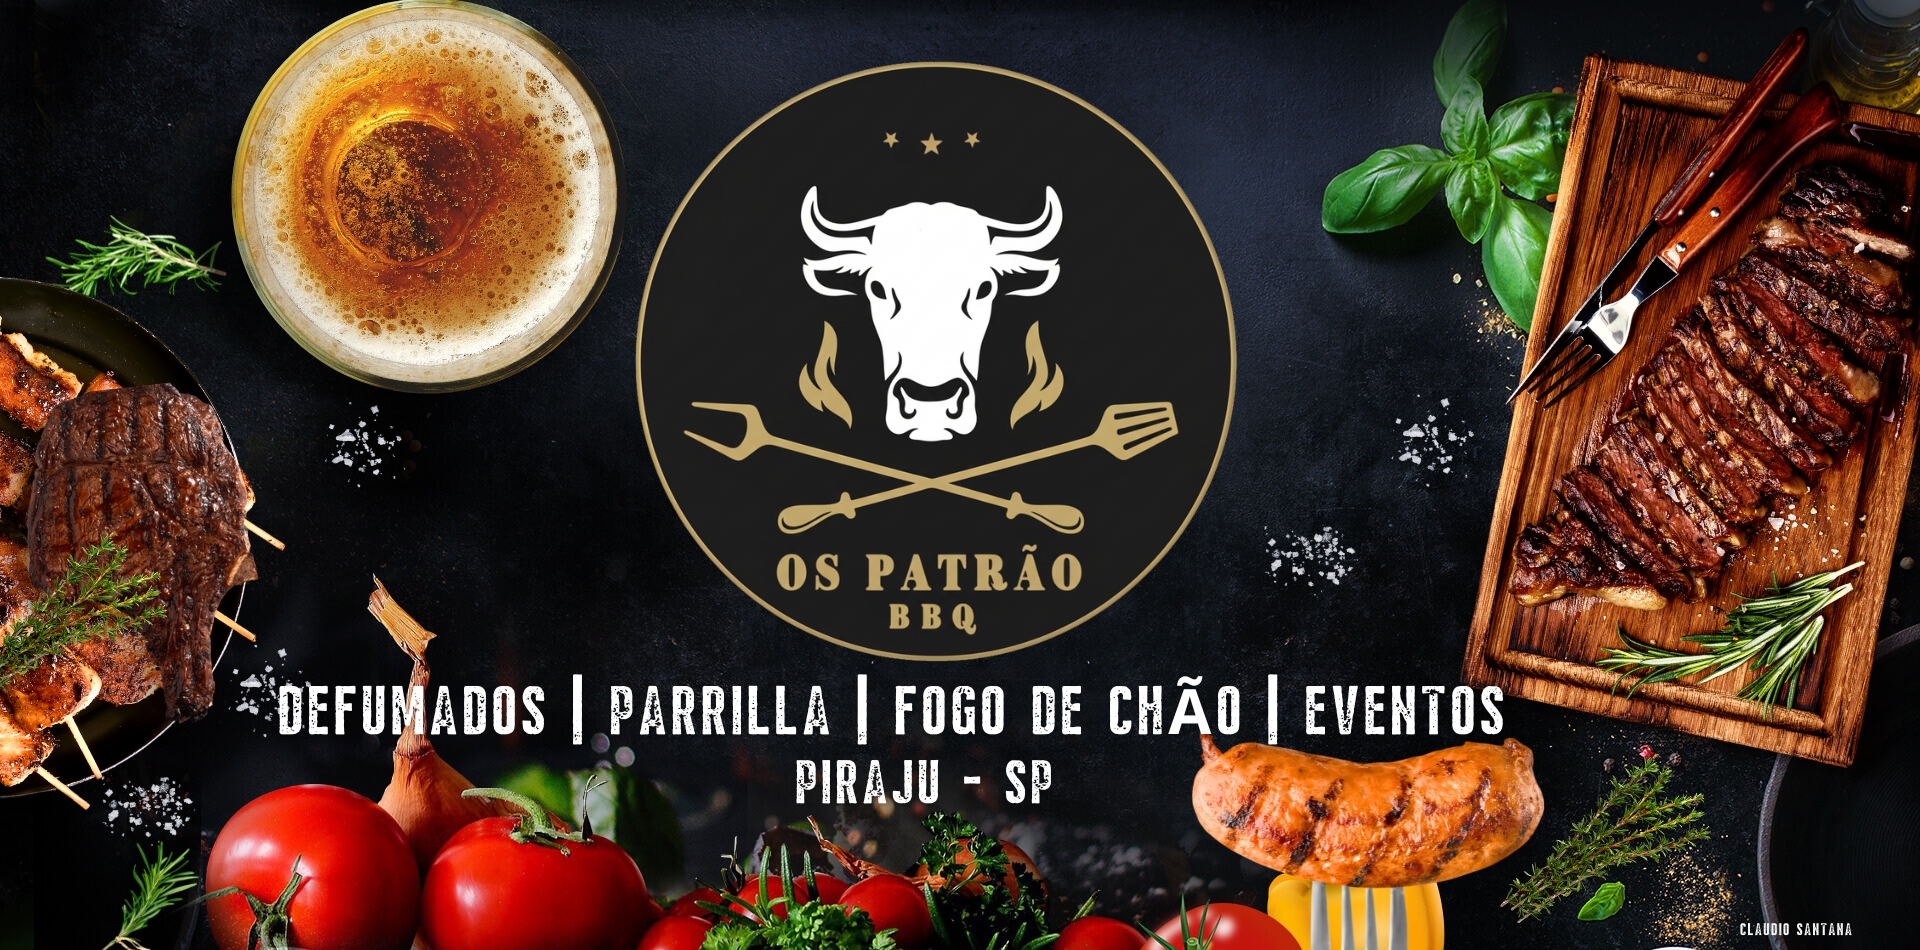 OS PATRÃO
BBQ
DEFUMADOS | PARRILLA | FOGO DE CHÃO | EVENTOS
PIRAJU - SP
CLAUDIO SANTANA